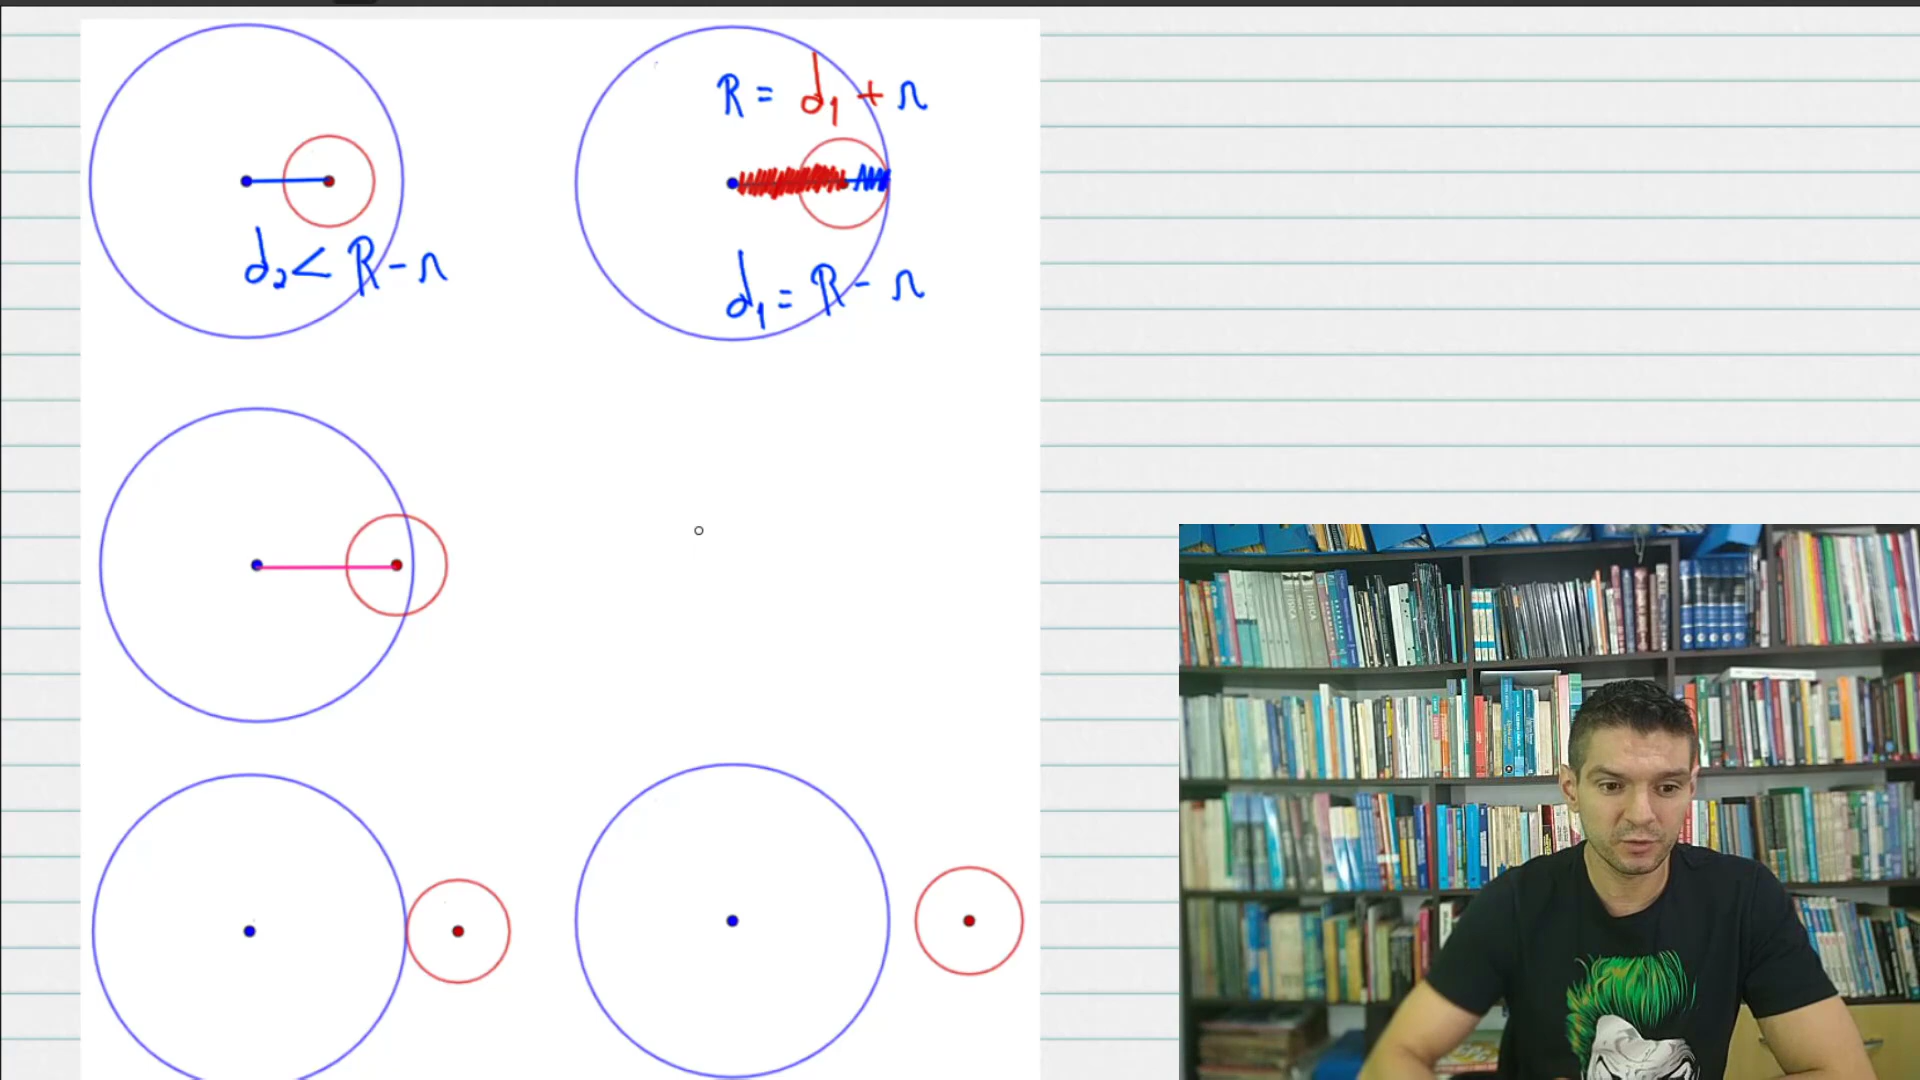 R = d₁ + r
d₂ < R - r
d₁ = R - r